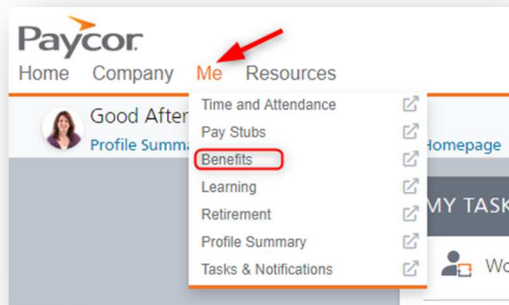 Paycor
Home Company Me Resources
Good After
Profile Summa
Time and Attendance
Pay Stubs
Benefits
Learning
Retirement
Profile Summary
Tasks & Notifications
Homepage
MY TASK
Wo